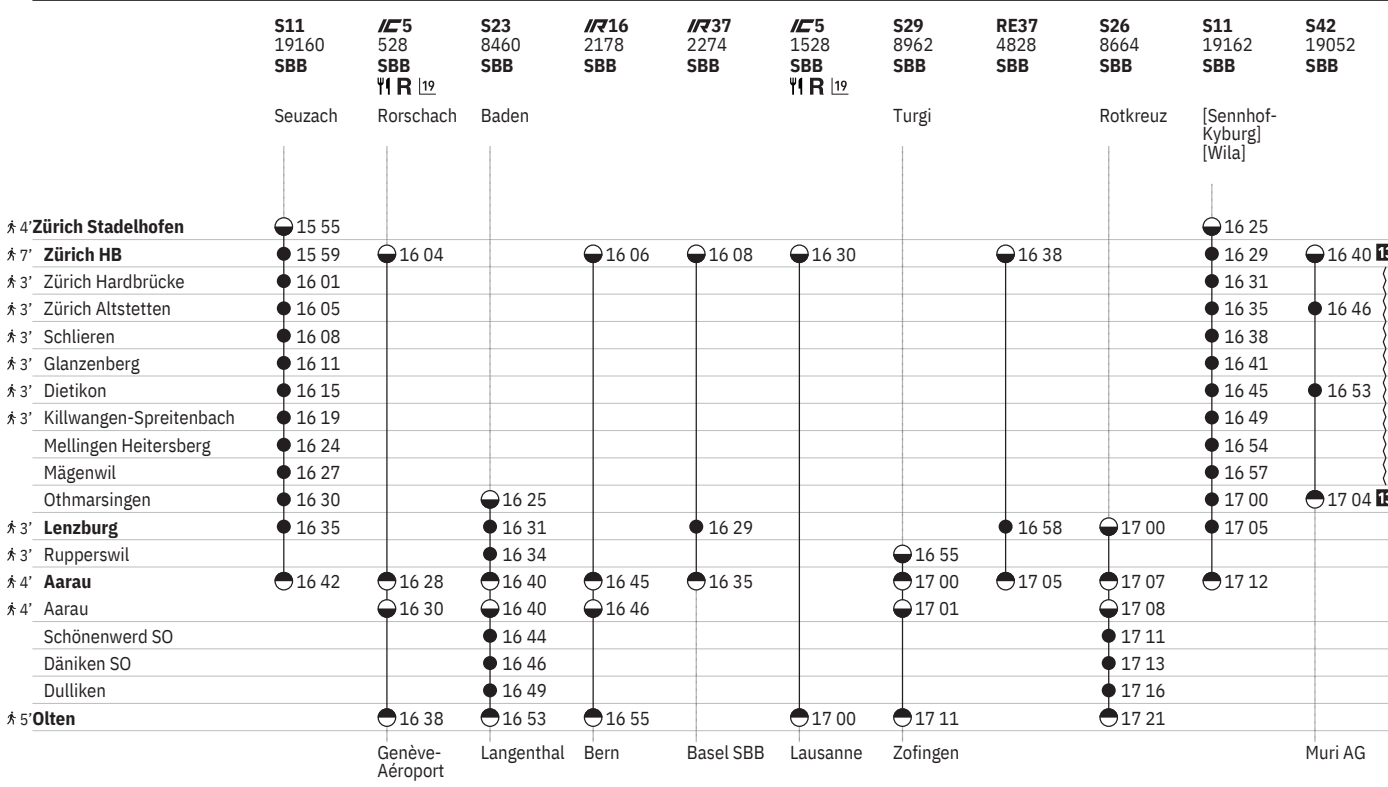 S11 IC5 S23 IR16 IR37 IC5 S29 RE37 S26 S11 S42
19160 528 8460 2178 2274 1528 8962 4828 8664 19162 19052
SBB SBB SBB SBB SBB SBB SBB SBB SBB SBB SBB
R 19 R 19
Seuzach Rorschach Baden Turgi Rotkreuz [Sennhof-
Kyburg]
[Wila]
4' Zürich Stadelhofen 15 55 16 25
7' Zürich HB 15 59 16 04 16 06 16 08 16 30 16 38 16 29 16 40
3' Zürich Hardbrücke 16 01 16 31
3' Zürich Altstetten 16 05 16 35 16 46
3' Schlieren 16 08 16 38
3' Glanzenberg 16 11 16 41
3' Dietikon 16 15 16 45 16 53
3' Killwangen-Spreitenbach 16 19 16 49
Mellingen Heitersberg 16 24 16 54
Mägenwil 16 27 16 57
Othmarsingen 16 30 16 25 17 00 17 04
3' Lenzburg 16 35 16 31 16 29 16 58 17 00 17 05
3' Rupperswil 16 34 16 55
4' Aarau 16 42 16 28 16 40 16 45 16 35 17 00 17 05 17 07 17 12
4' Aarau 16 30 16 40 16 46 17 01 17 08
Schönenwerd SO 16 44 17 11
Däniken SO 16 46 17 13
Dulliken 16 49 17 16
5' Olten 16 38 16 53 16 55 17 00 17 11 17 21
Genève- Langenthal Bern Basel SBB Lausanne Zofingen Muri AG
Aéroport